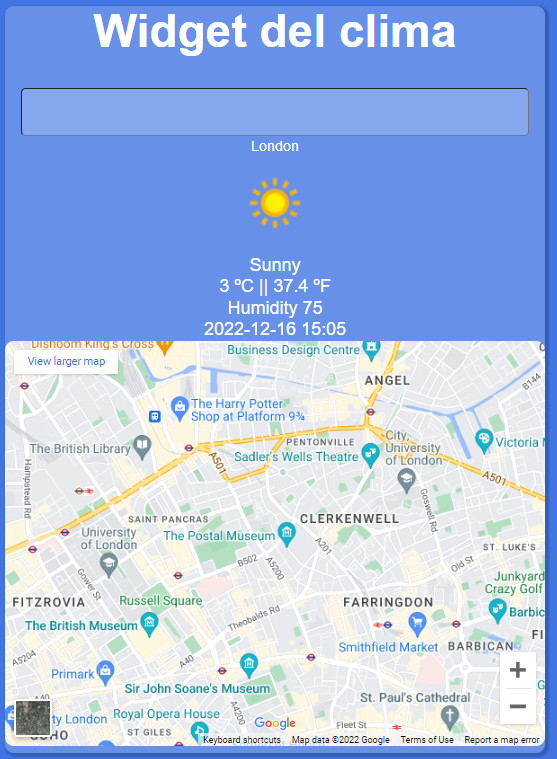 Widget del clima
London
Sunny
3 ºC || 37.4 ºF
Humidity 75
2022-12-16 15:05
Dishoom King's Cross
View larger map
Business Design Centre
ANGEL
B144
The Harry Potter
Shop at Platform 9¾
The British Library
PENTONVILLE
City,
University
of London
Sadler's Wells Theatre
Victoria M
A501
A501
Hampstead Rd
Goswell Rd
SAINT PANCRAS
CLERKENWELL
University
of London
The Postal Museum
A201
ST. LUKE'S
B502
A5200
Old St
Gower St
Junkyard
Crazy Golf
FITZROVIA
Russell Square
FARRINGDON
Barbic
The British Museum
Theobalds Rd
Smithfield Market
BARBICAN
FI
A5204
A40
A40
Primark
Sir John Soane's Museum
St. Paul's Cathedral
ty London
Royal Opera House
A4200
Google
Fleet St
SOHO
ST GILES
Keyboard shortcuts
Map data ©2022 Google
Terms of Use
Report a map error